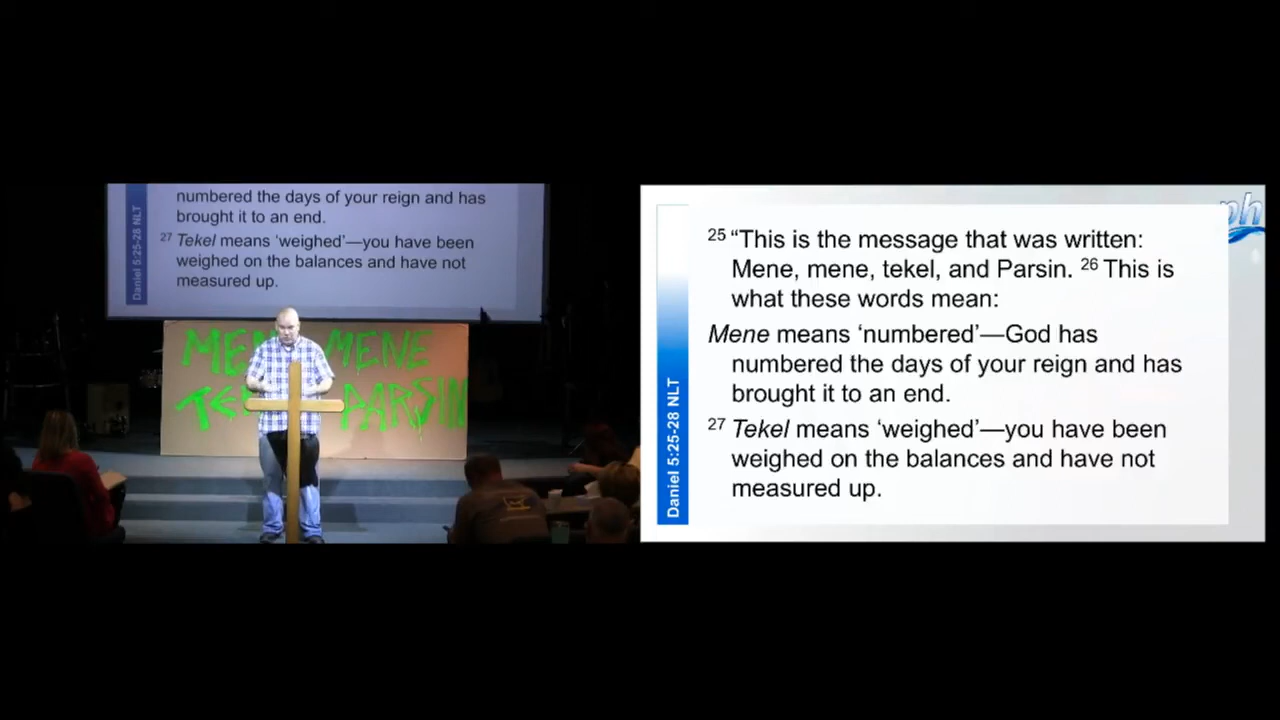 numbered the days of your reign and has
brought it to an end.
27 Tekel means ‘weighed’—you have been
weighed on the balances and have not
measured up.
Daniel 5:25-28 NLT
MENE MENE
TEK PARSIN
ph
25 “This is the message that was written:
Mene, mene, tekel, and Parsin. 26 This is
what these words mean:
Mene means ‘numbered’—God has
numbered the days of your reign and has
brought it to an end.
27 Tekel means ‘weighed’—you have been
weighed on the balances and have not
measured up.
Daniel 5:25-28 NLT